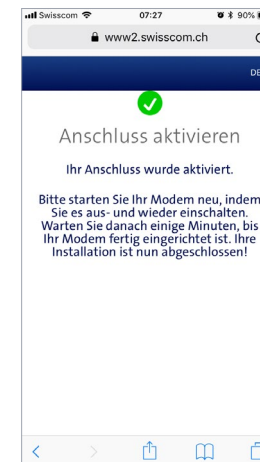 Swisscom
07:27
90%
www2.swisscom.ch
DE
Anschluss aktivieren
Ihr Anschluss wurde aktiviert.
Bitte starten Sie Ihr Modem neu, indem
Sie es aus- und wieder einschalten.
Warten Sie danach einige Minuten, bis
Ihr Modem fertig eingerichtet ist. Ihre
Installation ist nun abgeschlossen!